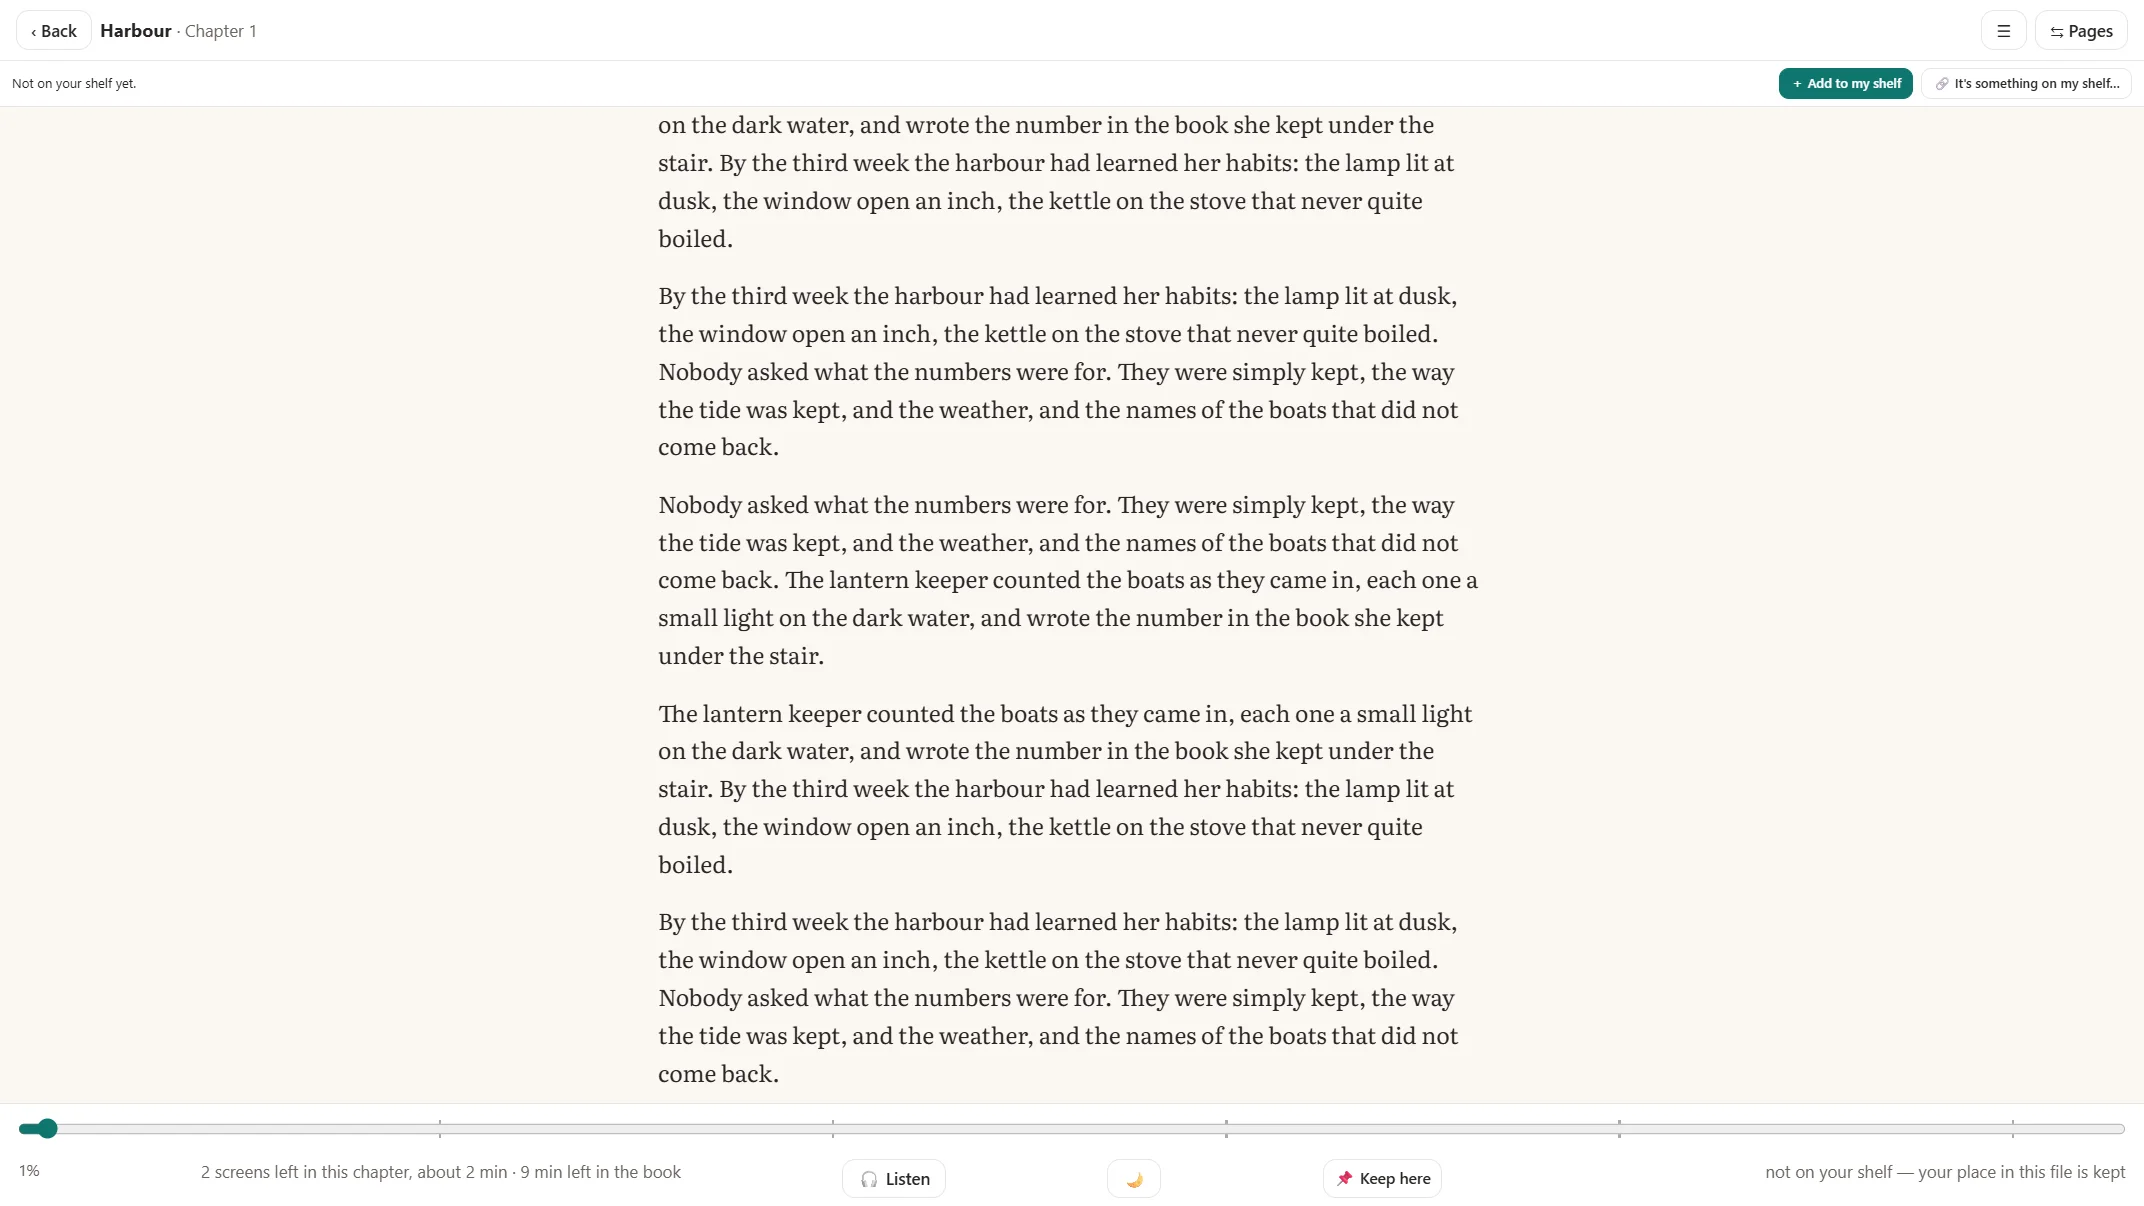 ‹ Back Harbour · Chapter 1 ☰ ⇆ Pages
Not on your shelf yet. + Add to my shelf 🔗 It's something on my shelf...
on the dark water, and wrote the number in the book she kept under the
stair. By the third week the harbour had learned her habits: the lamp lit at
dusk, the window open an inch, the kettle on the stove that never quite
boiled.
By the third week the harbour had learned her habits: the lamp lit at dusk,
the window open an inch, the kettle on the stove that never quite boiled.
Nobody asked what the numbers were for. They were simply kept, the way
the tide was kept, and the weather, and the names of the boats that did not
come back.
Nobody asked what the numbers were for. They were simply kept, the way
the tide was kept, and the weather, and the names of the boats that did not
come back. The lantern keeper counted the boats as they came in, each one a
small light on the dark water, and wrote the number in the book she kept
under the stair.
The lantern keeper counted the boats as they came in, each one a small light
on the dark water, and wrote the number in the book she kept under the
stair. By the third week the harbour had learned her habits: the lamp lit at
dusk, the window open an inch, the kettle on the stove that never quite
boiled.
By the third week the harbour had learned her habits: the lamp lit at dusk,
the window open an inch, the kettle on the stove that never quite boiled.
Nobody asked what the numbers were for. They were simply kept, the way
the tide was kept, and the weather, and the names of the boats that did not
come back.
1% 2 screens left in this chapter, about 2 min · 9 min left in the book 🎧 Listen 🌙 📌 Keep here not on your shelf — your place in this file is kept